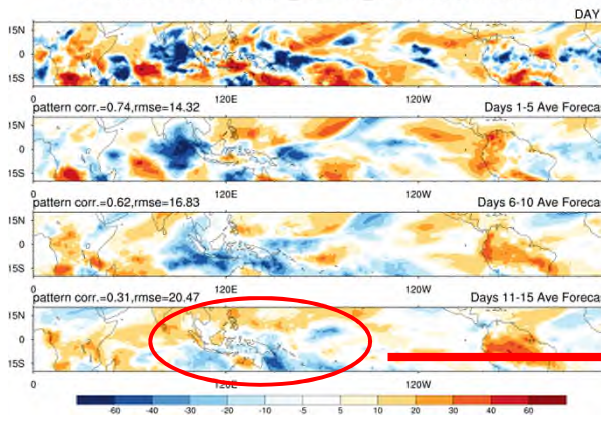 DAY
15N
0
15S
0 120E 120W
pattern corr.=0.74,rmse=14.32 Days 1-5 Ave Foreca
15N
0
15S
0 120E 120W
pattern corr.=0.62,rmse=16.83 Days 6-10 Ave Foreca
15N
0
15S
0 120E 120W
pattern corr.=0.31,rmse=20.47 Days 11-15 Ave Foreca
15N
0
15S
0 120E 120W
-60 -40 -30 -20 -10 -5 5 10 20 30 40 60